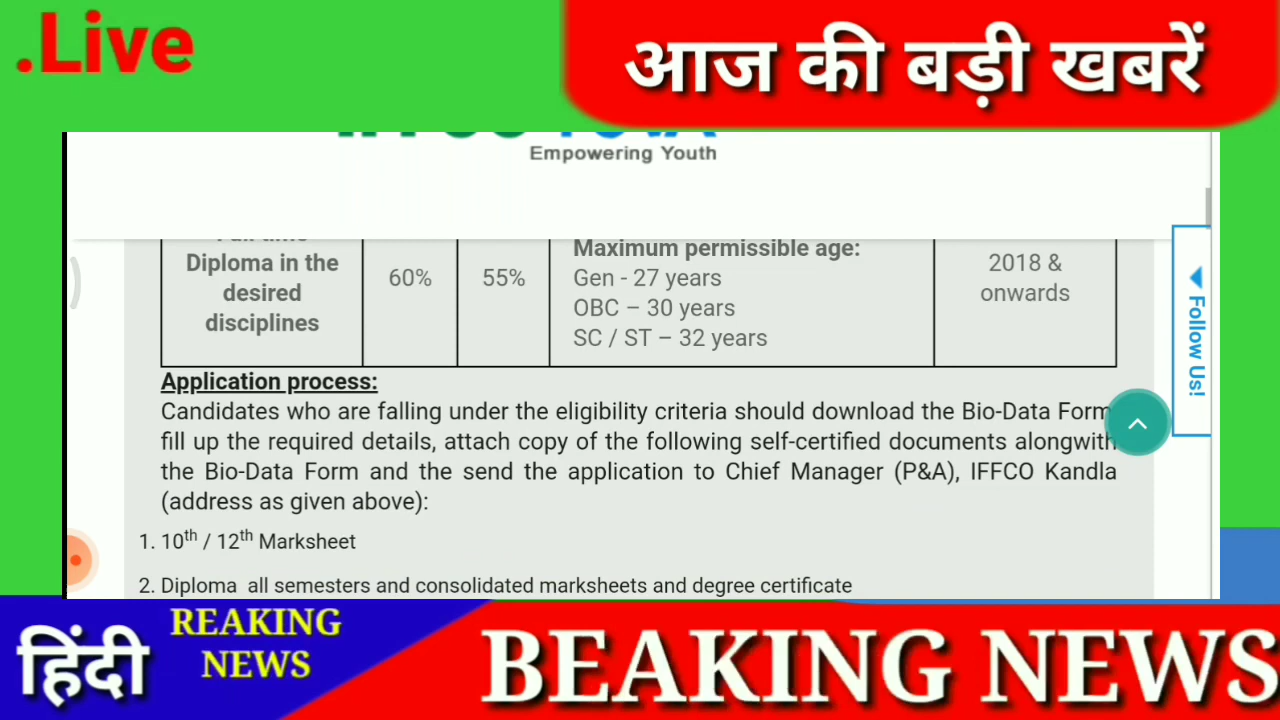 .Live
आज की बड़ी खबरें
Empowering Youth
Diploma in the
desired
disciplines
60%
55%
Maximum permissible age:
Gen - 27 years
OBC – 30 years
SC / ST – 32 years
2018 &
onwards
Follow Us!
Application process:
Candidates who are falling under the eligibility criteria should download the Bio-Data Form
fill up the required details, attach copy of the following self-certified documents alongwith
the Bio-Data Form and the send the application to Chief Manager (P&A), IFFCO Kandla
(address as given above):
1. 10th / 12th Marksheet
2. Diploma all semesters and consolidated marksheets and degree certificate
हिंदी
REAKING
NEWS
BEAKING NEWS